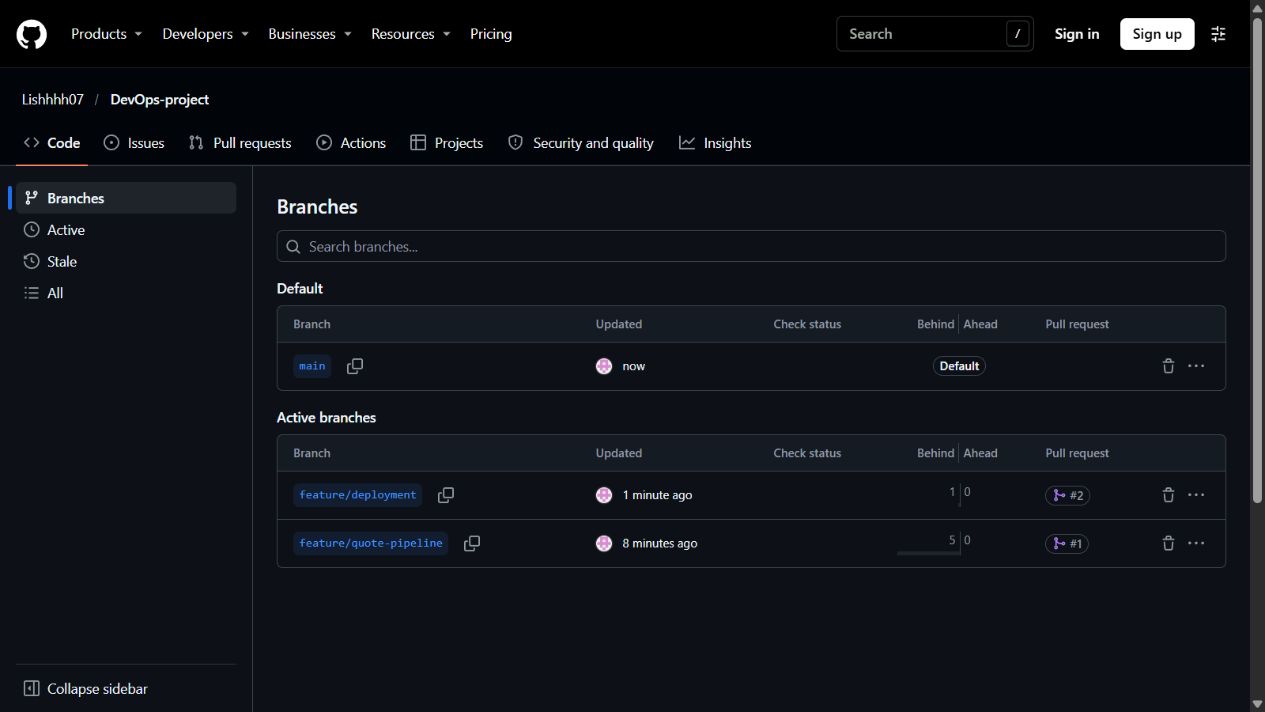 Products Developers Businesses Resources Pricing Search / Sign in Sign up
Lishhhh07 / DevOps-project
Code Issues Pull requests Actions Projects Security and quality Insights
Branches
Active
Stale
All
Collapse sidebar
Branches
Search branches...
Default
Branch Updated Check status Behind Ahead Pull request
main now Default
Active branches
Branch Updated Check status Behind Ahead Pull request
feature/deployment 1 minute ago 1 0 #2
feature/quote-pipeline 8 minutes ago 5 0 #1